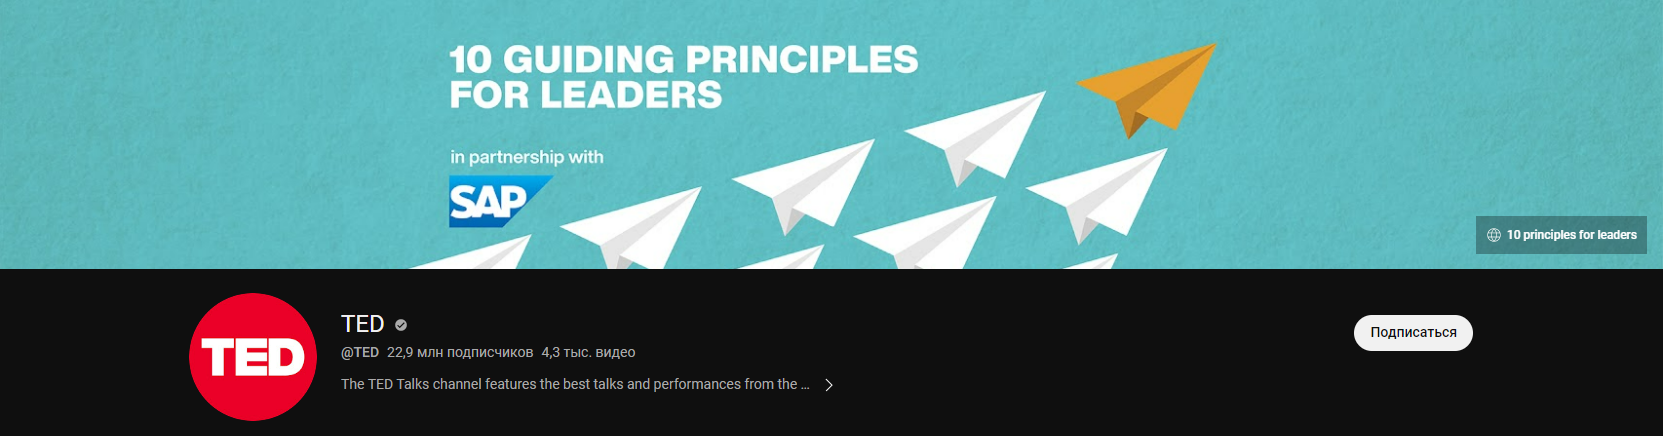 10 GUIDING PRINCIPLES
FOR LEADERS
in partnership with
SAP
10 principles for leaders
TED
TED
@TED 22,9 млн подписчиков 4,3 тыс. видео
The TED Talks channel features the best talks and performances from the ...
Подписаться